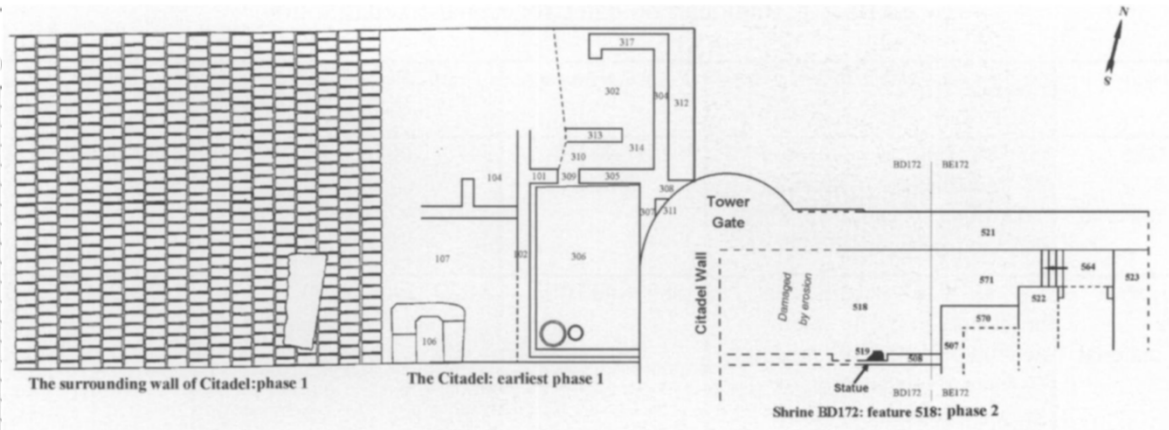 N
S
317
302
304
312
313
314
310
104
101
309
305
308
307
311
107
102
306
106
Tower
Gate
BD172
BE172
521
Citadel Wall
Damaged
by erosion
518
571
564
523
522
570
519
508
507
Statue
BD172
BE172
The surrounding wall of Citadel:phase 1
The Citadel: earliest phase 1
Shrine BD172: feature 518: phase 2